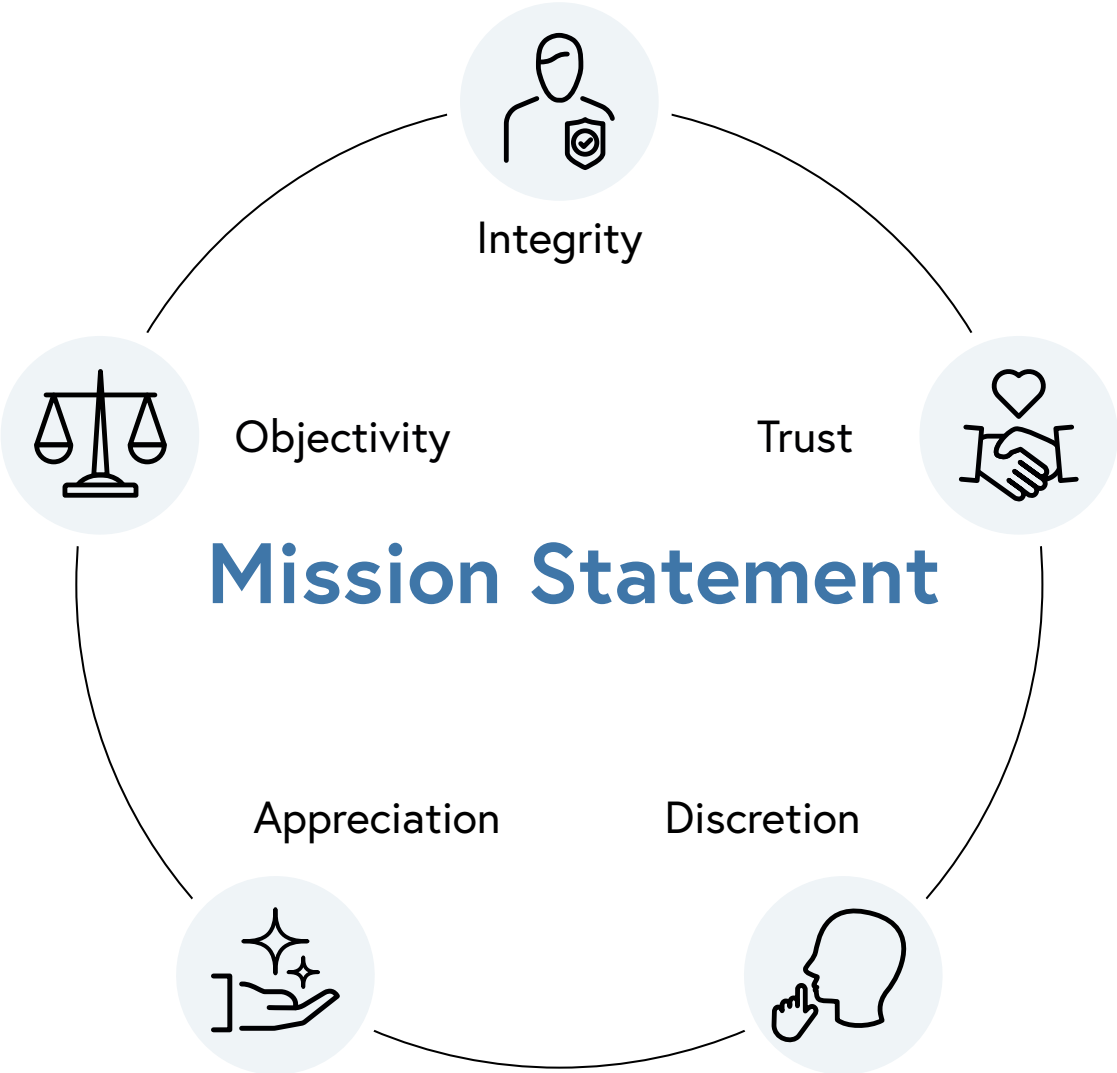 Integrity
Objectivity
Trust
Mission Statement
Appreciation
Discretion